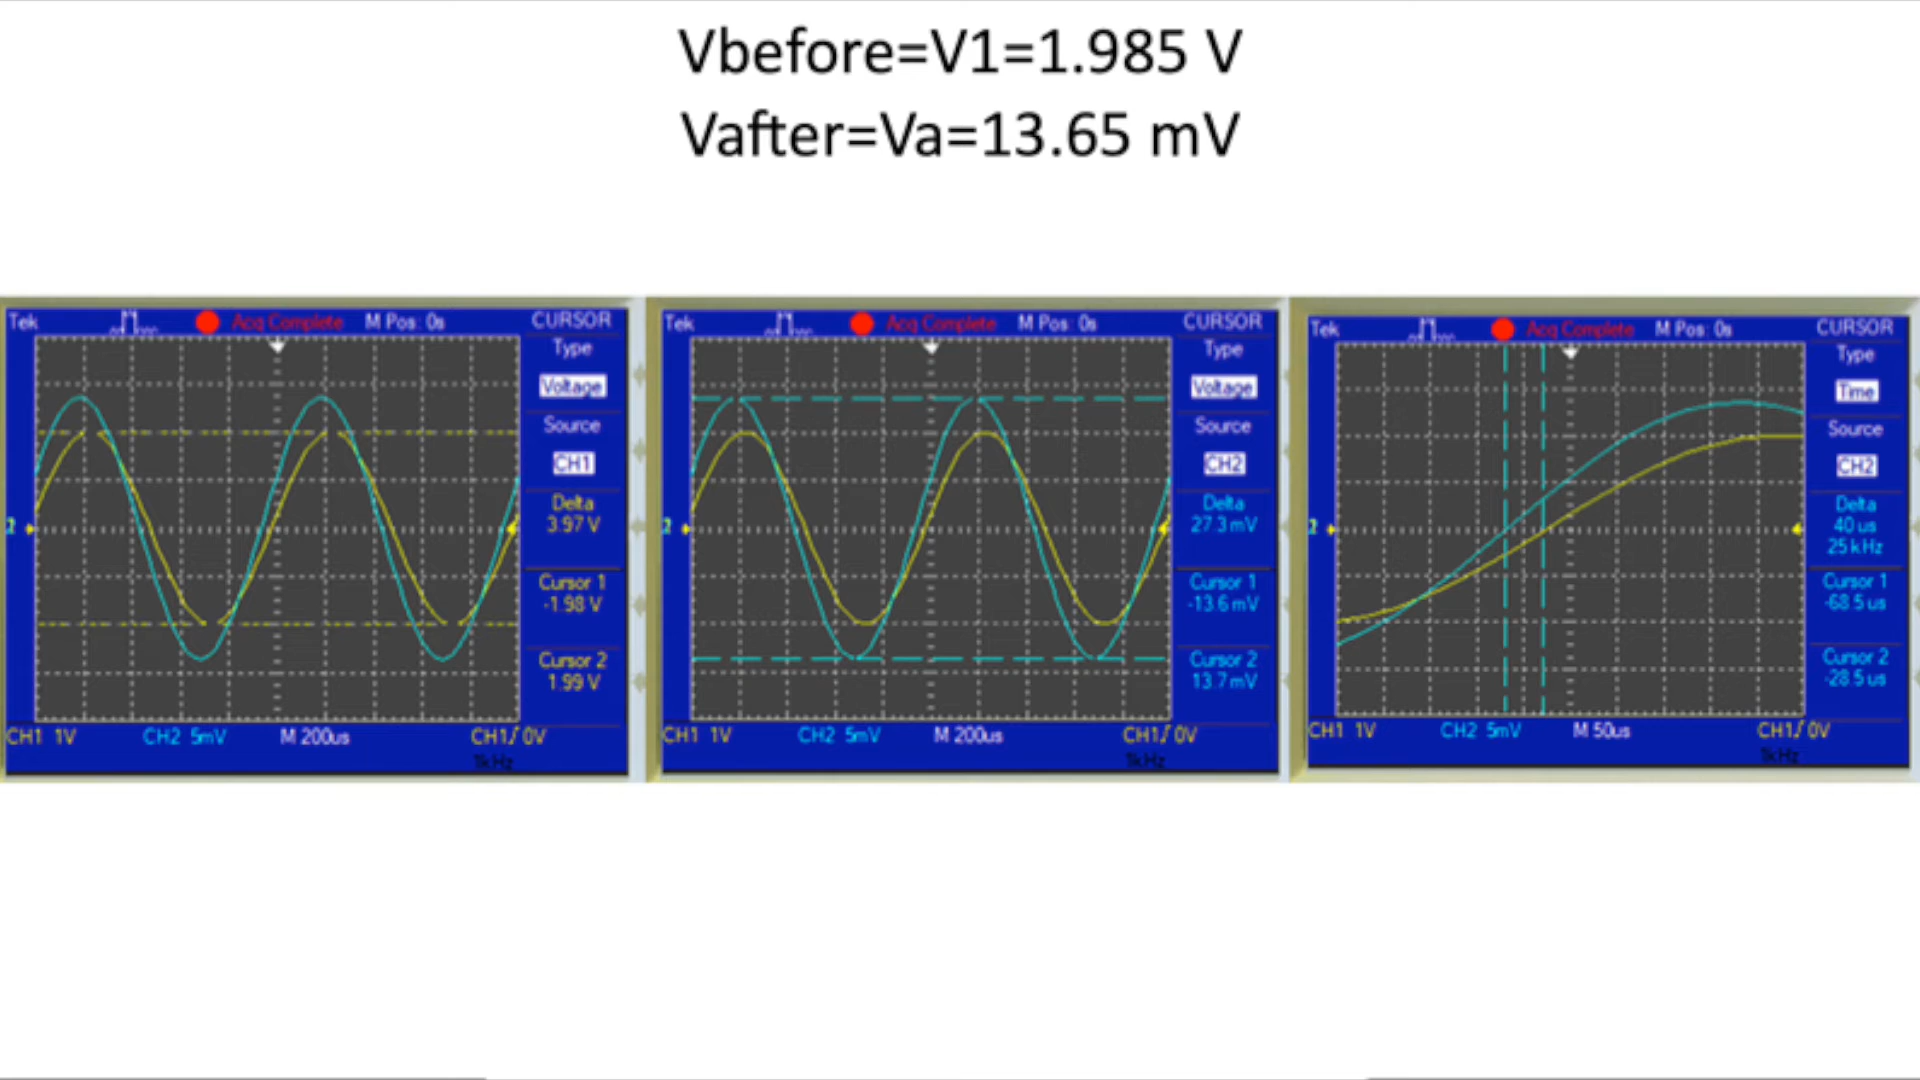 Vbefore=V1=1.985 V
Vafter=Va=13.65 mV
Tek Acq Complete M Pos: 0s CURSOR
Type
Voltage
Source
CH1
Delta
3.97 V
Cursor 1
-1.98 V
Cursor 2
1.99 V
CH1 1V CH2 5mV M 200us CH1/ 0V
1kHz
Tek Acq Complete M Pos: 0s CURSOR
Type
Voltage
Source
CH2
Delta
27.3 mV
Cursor 1
-13.6 mV
Cursor 2
13.7 mV
CH1 1V CH2 5mV M 200us CH1/ 0V
1kHz
Tek Acq Complete M Pos: 0s CURSOR
Type
Time
Source
CH2
Delta
40 us
25 kHz
Cursor 1
-68.5 us
Cursor 2
-28.5 us
CH1 1V CH2 5mV M 50us CH1/ 0V
1kHz